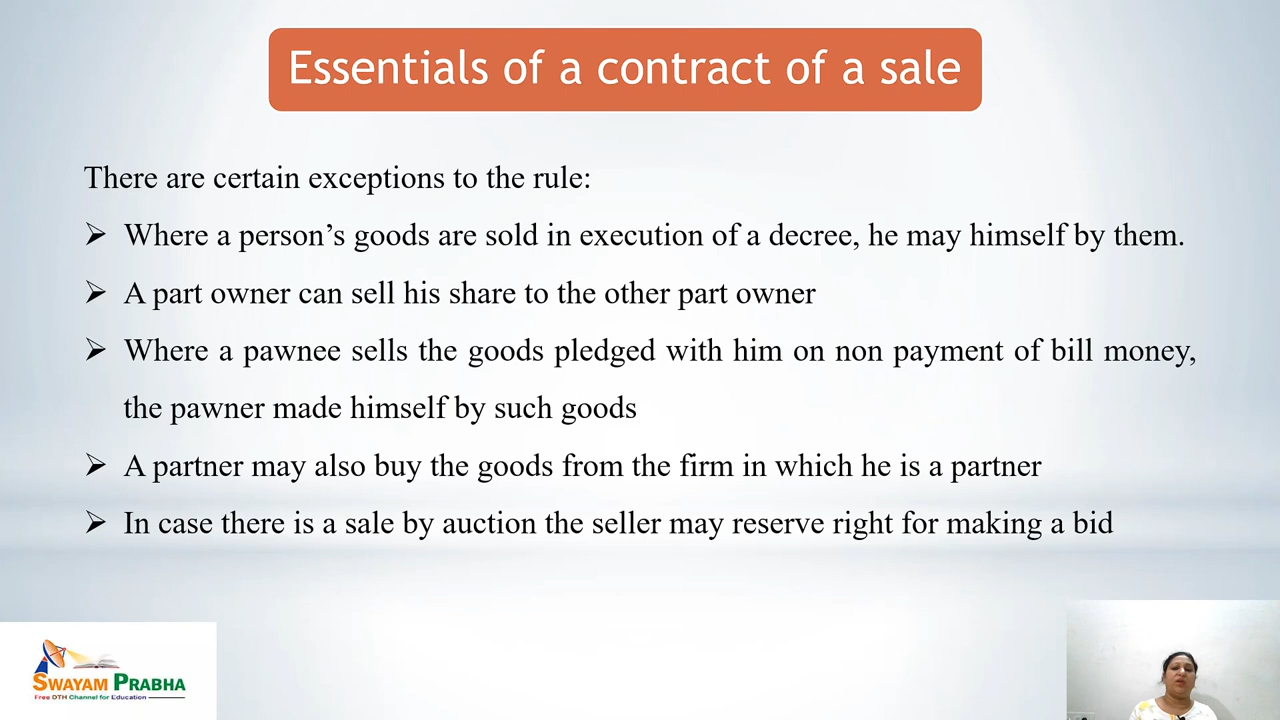 Essentials of a contract of a sale
There are certain exceptions to the rule:
➢ Where a person’s goods are sold in execution of a decree, he may himself by them.
➢ A part owner can sell his share to the other part owner
➢ Where a pawnee sells the goods pledged with him on non payment of bill money,
the pawner made himself by such goods
➢ A partner may also buy the goods from the firm in which he is a partner
➢ In case there is a sale by auction the seller may reserve right for making a bid
SWAYAM PRABHA
Free DTH Channel for Education